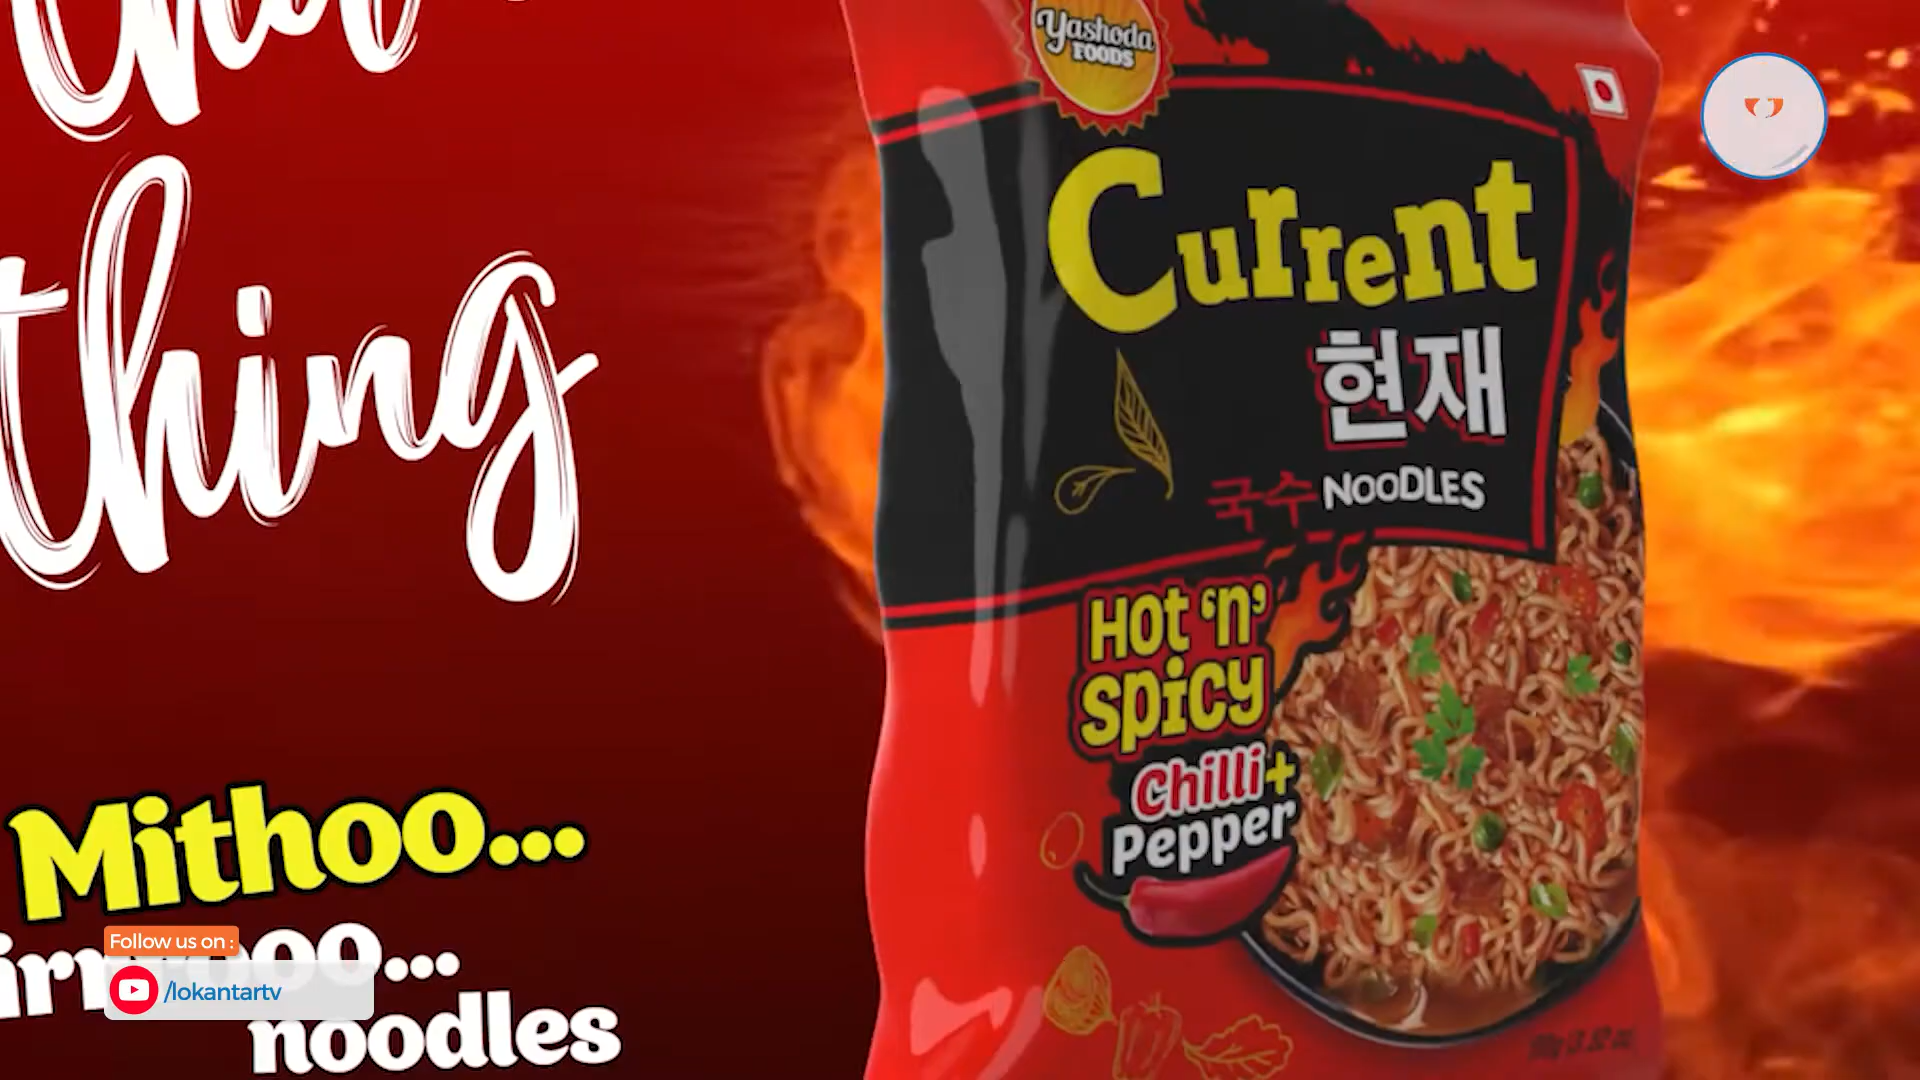 thing
Mithoo...
noodles
Follow us on :
/lokantartv
Yashoda
FOODS
Current
현재
국수 NOODLES
Hot 'n'
Spicy
Chilli+
Pepper